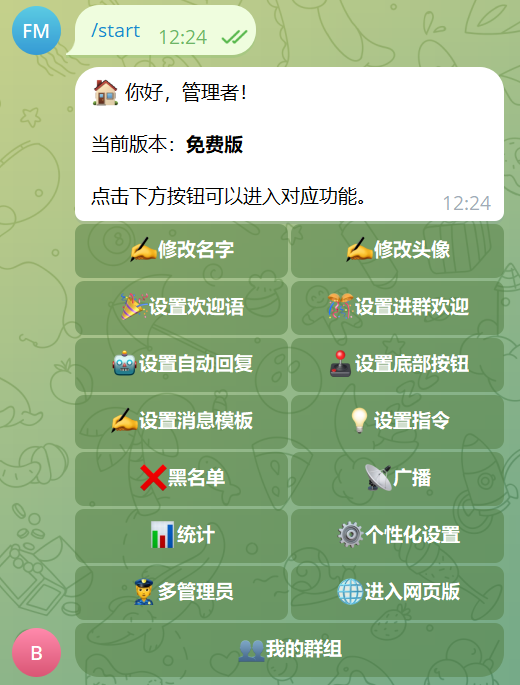 FM
/start 12:24
🏠 你好，管理者！
当前版本：免费版
点击下方按钮可以进入对应功能。
12:24
✍️修改名字
✍️修改头像
🎉设置欢迎语
🎊设置进群欢迎
🤖设置自动回复
🕹设置底部按钮
✍️设置消息模板
💡设置指令
❌黑名单
📡广播
📊统计
⚙️个性化设置
👮多管理员
🌐进入网页版
👥我的群组
B